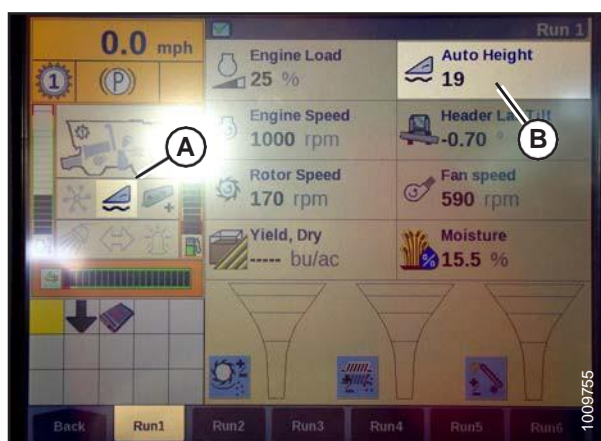 Run 1
0.0 mph
1
P
Engine Load
25 %
Auto Height
19
A
B
Engine Speed
1000 rpm
Header Lat Tilt
-0.70 °
Rotor Speed
170 rpm
Fan speed
590 rpm
Yield, Dry
----- bu/ac
Moisture
15.5 %
Back
Run1
Run2
Run3
Run4
Run5
Run6
1009755